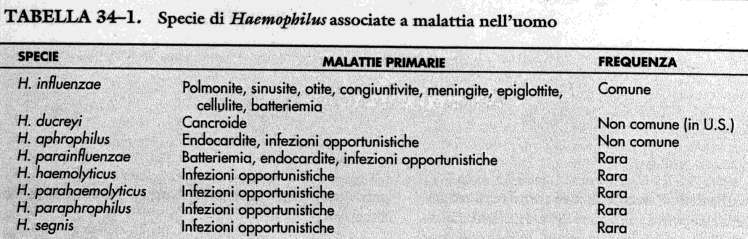 TABELLA 34–1. Specie di Haemophilus associate a malattia nell'uomo
SPECIE MALATTIE PRIMARIE FREQUENZA
H. influenzae Polmonite, sinusite, otite, congiuntivite, meningite, epiglottite, Comune
cellulite, batteriemia
H. ducreyi Cancroide Non comune (in U.S.)
H. aphrophilus Endocardite, infezioni opportunistiche Non comune
H. parainfluenzae Batteriemia, endocardite, infezioni opportunistiche Rara
H. haemolyticus Infezioni opportunistiche Rara
H. parahaemolyticus Infezioni opportunistiche Rara
H. paraphrophilus Infezioni opportunistiche Rara
H. segnis Infezioni opportunistiche Rara